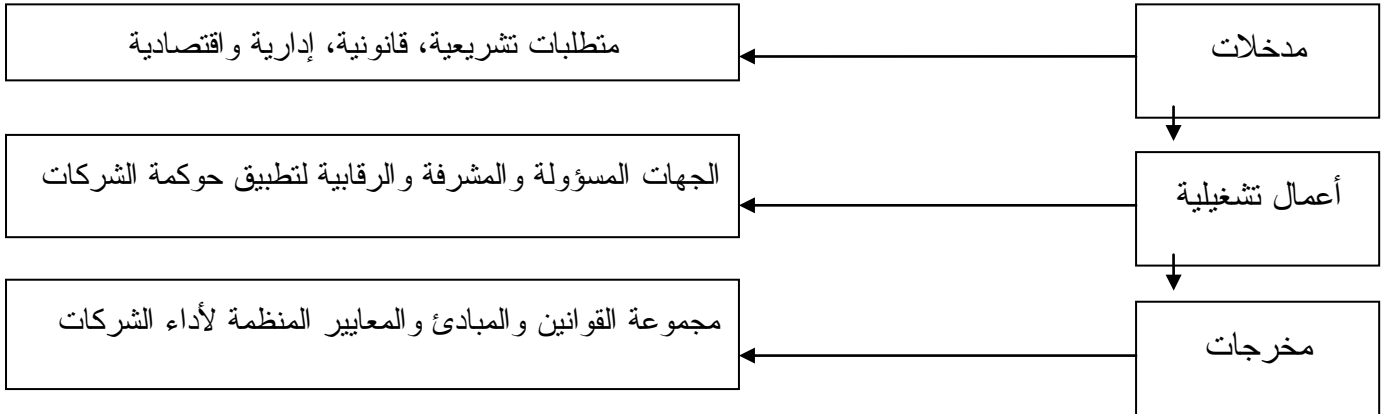 مدخلات
متطلبات تشريعية، قانونية، إدارية واقتصادية
أعمال تشغيلية
الجهات المسؤولة والمشرفة والرقابية لتطبيق حوكمة الشركات
مخرجات
مجموعة القوانين والمبادئ والمعايير المنظمة لأداء الشركات